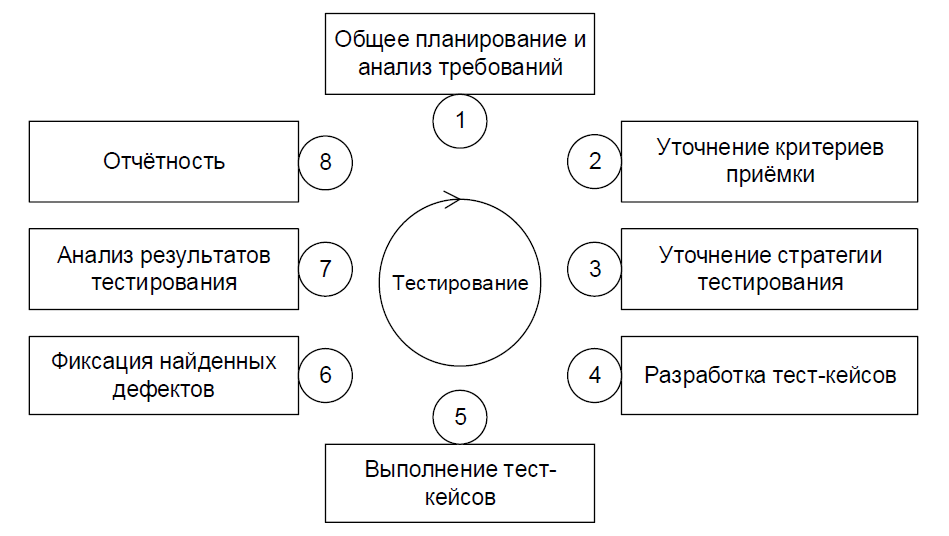 Общее планирование и
анализ требований
1
2
Уточнение критериев
приёмки
3
Уточнение стратегии
тестирования
4
Разработка тест-кейсов
5
Выполнение тест-
кейсов
6
Фиксация найденных
дефектов
7
Анализ результатов
тестирования
8
Отчётность
Тестирование